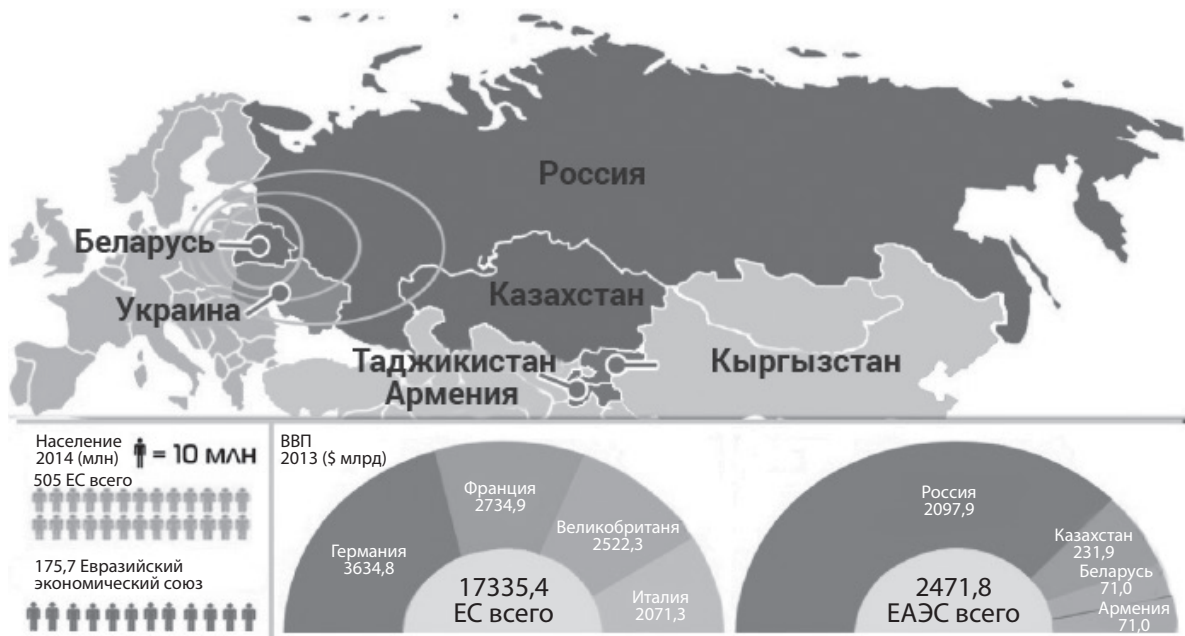 Россия
Беларусь
Украина
Казахстан
Таджикистан
Армения
Кыргызстан
Население
2014 (млн)
= 10 МЛН
505 ЕС всего
175,7 Евразийский
экономический союз
ВВП
2013 ($ млрд)
Германия
3634,8
Франция
2734,9
Великобританя
2522,3
Италия
2071,3
17335,4
ЕС всего
Россия
2097,9
Казахстан
231,9
Беларусь
71,0
Армения
71,0
2471,8
ЕАЭС всего